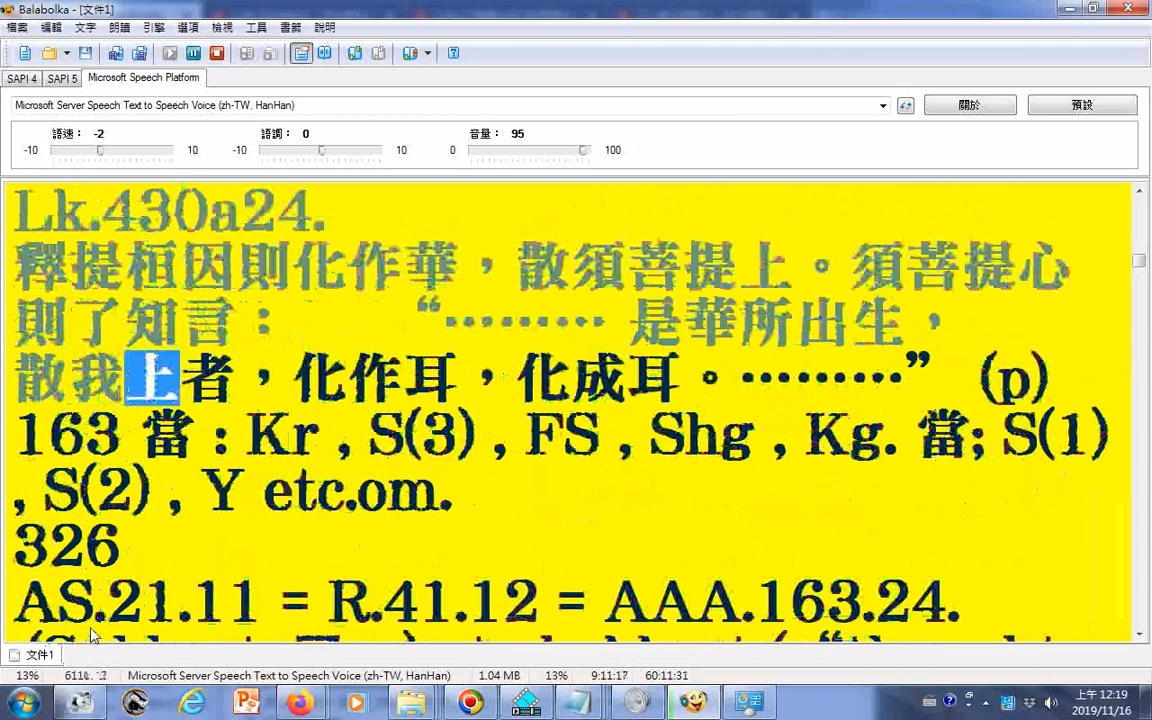 Balabolka - [文件1]
檔案 編輯 文字 朗讀 引擎 選項 檢視 工具 書籤 說明
SAPI 4 SAPI 5 Microsoft Speech Platform
Microsoft Server Speech Text to Speech Voice (zh-TW, HanHan) 關於 預設
語速： -2 語調： 0 音量： 95
-10 10 -10 10 0 100
Lk.430a24.
釋提桓因則化作華，散須菩提上。須菩提心
則了知言： “……… 是華所出生，
散我上者，化作耳，化成耳。………” (p)
163 當 : Kr , S(3) , FS , Shg , Kg. 當; S(1)
, S(2) , Y etc.om.
326
AS.21.11 = R.41.12 = AAA.163.24.
文件1
13% Microsoft Server Speech Text to Speech Voice (zh-TW, HanHan) 1.04 MB 13% 9:11:17 60:11:31
上午 12:19
2019/11/16